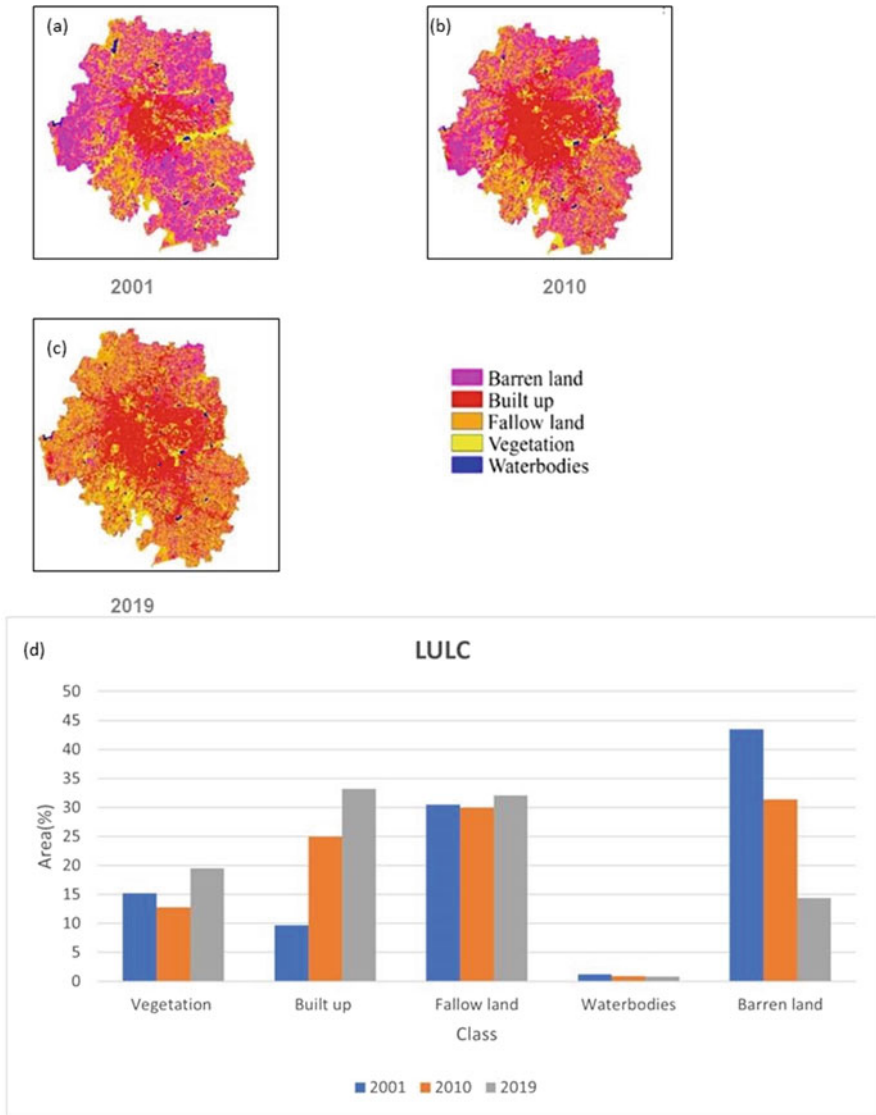 (a)
(b)
2001
2010
(c)
Barren land
Built up
Fallow land
Vegetation
Waterbodies
2019
(d)
LULC
50
45
40
35
30
25
20
15
10
5
0
Area(%)
Vegetation
Built up
Fallow land
Waterbodies
Barren land
Class
2001
2010
2019